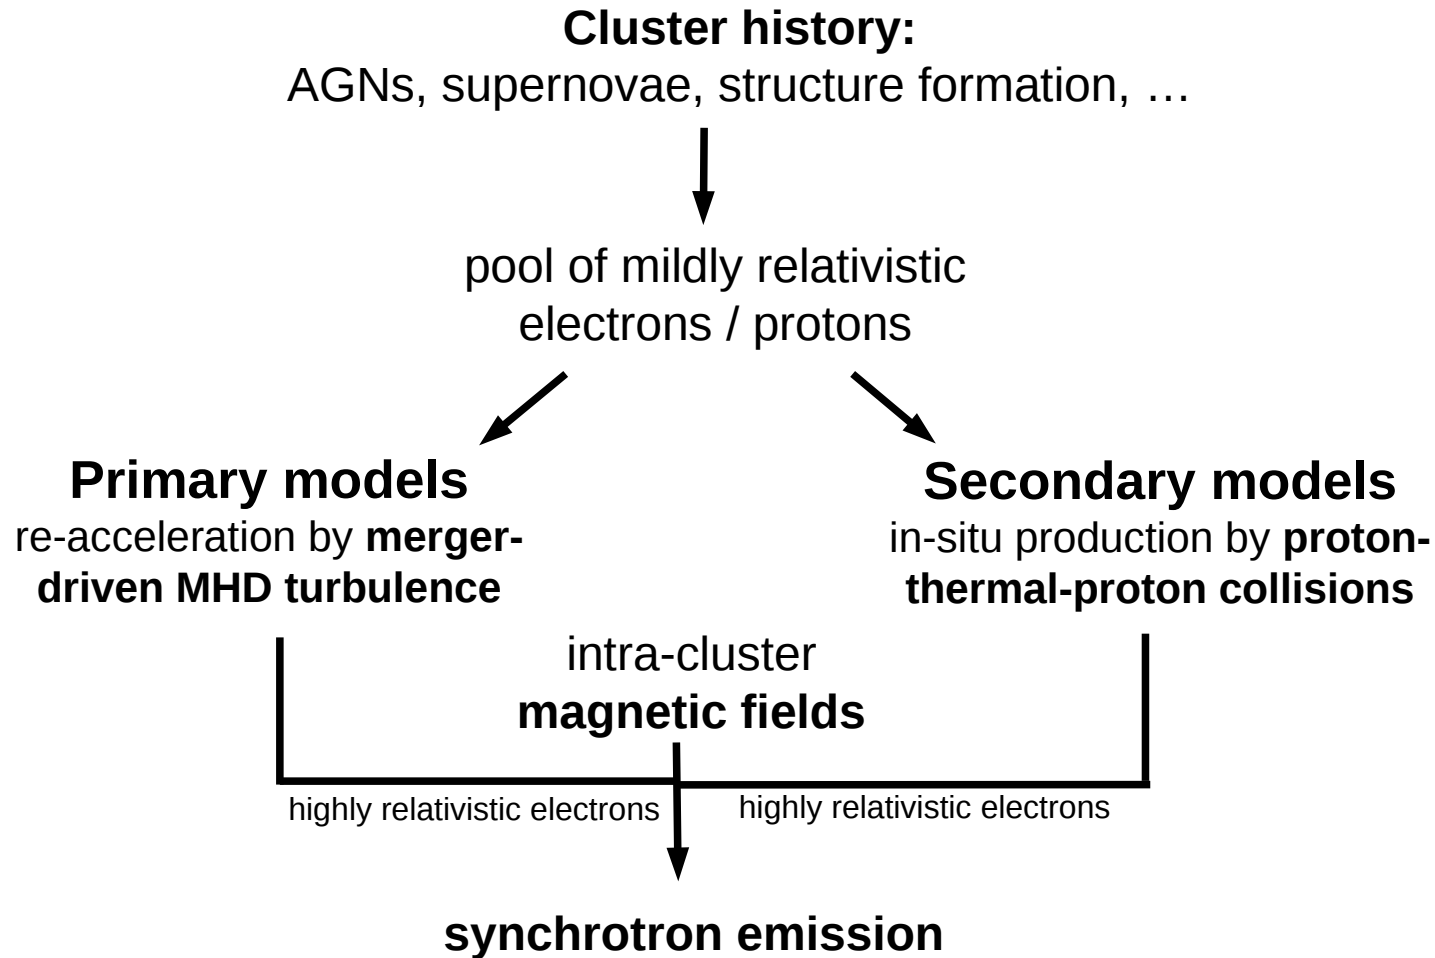 Cluster history:
AGNs, supernovae, structure formation, …
pool of mildly relativistic
electrons / protons
Primary models
re-acceleration by merger-
driven MHD turbulence
Secondary models
in-situ production by proton-
thermal-proton collisions
intra-cluster
magnetic fields
highly relativistic electrons
highly relativistic electrons
synchrotron emission